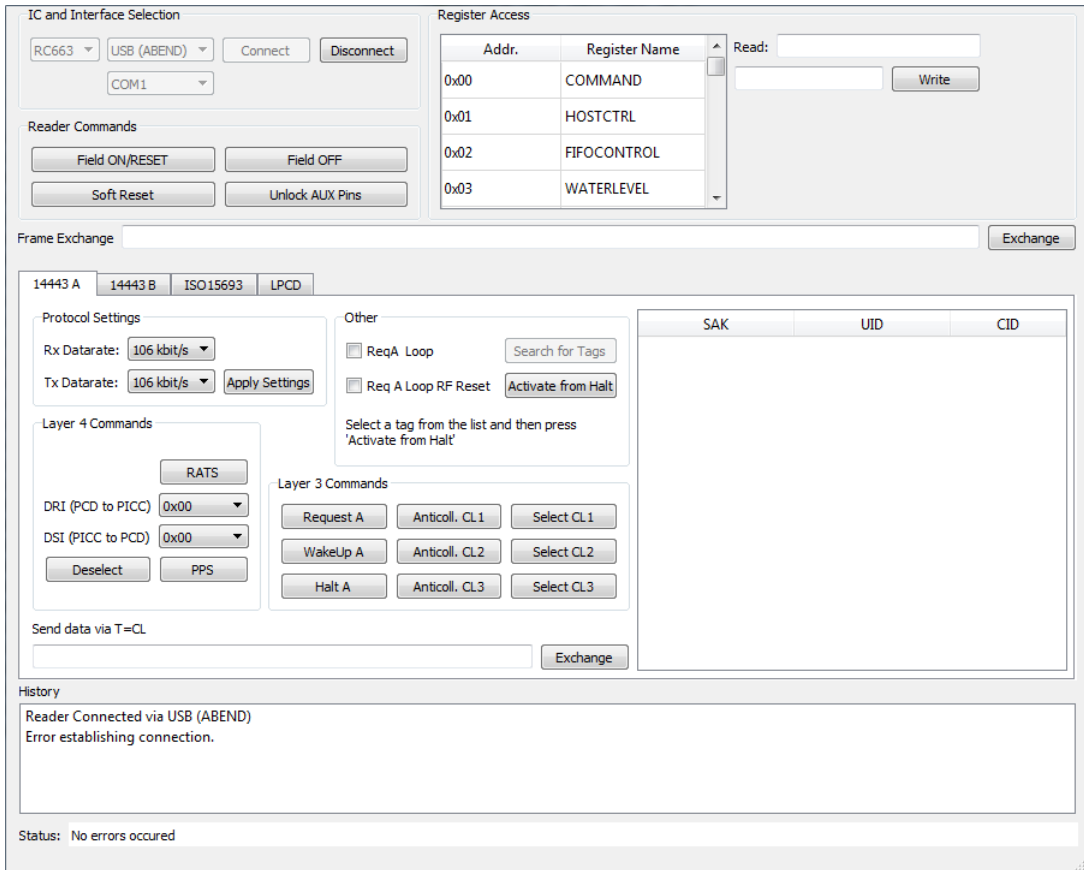 IC and Interface Selection
RC663 USB (ABEND) Connect Disconnect
COM1
Reader Commands
Field ON/RESET Field OFF
Soft Reset Unlock AUX Pins
Register Access
Addr. Register Name
0x00 COMMAND
0x01 HOSTCTRL
0x02 FIFOCONTROL
0x03 WATERLEVEL
Read:
Write
Frame Exchange Exchange
14443 A 14443 B ISO15693 LPCD
Protocol Settings
Rx Datarate: 106 kbit/s
Tx Datarate: 106 kbit/s Apply Settings
Other
ReqA Loop Search for Tags
Req A Loop RF Reset Activate from Halt
Select a tag from the list and then press
'Activate from Halt'
Layer 4 Commands
RATS
DRI (PCD to PICC) 0x00
DSI (PICC to PCD) 0x00
Deselect PPS
Layer 3 Commands
Request A Anticoll. CL1 Select CL1
WakeUp A Anticoll. CL2 Select CL2
Halt A Anticoll. CL3 Select CL3
Send data via T=CL
Exchange
SAK UID CID
History
Reader Connected via USB (ABEND)
Error establishing connection.
Status: No errors occured